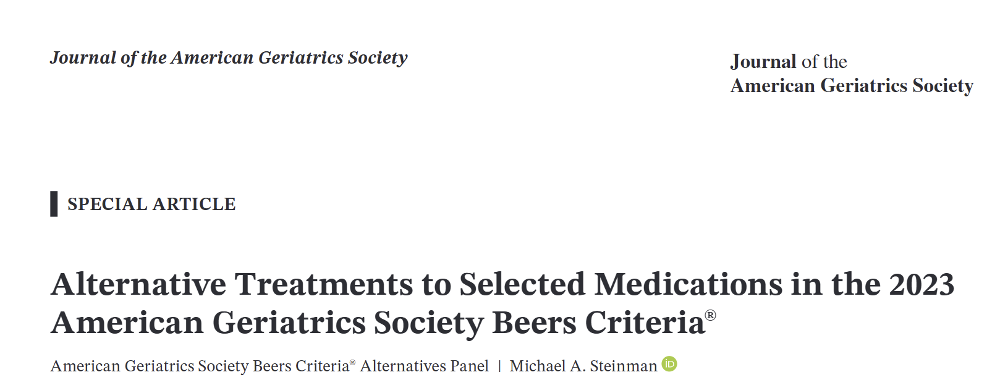 Journal of the American Geriatrics Society
Journal of the
American Geriatrics Society
SPECIAL ARTICLE
Alternative Treatments to Selected Medications in the 2023
American Geriatrics Society Beers Criteria®
American Geriatrics Society Beers Criteria® Alternatives Panel | Michael A. Steinman iD